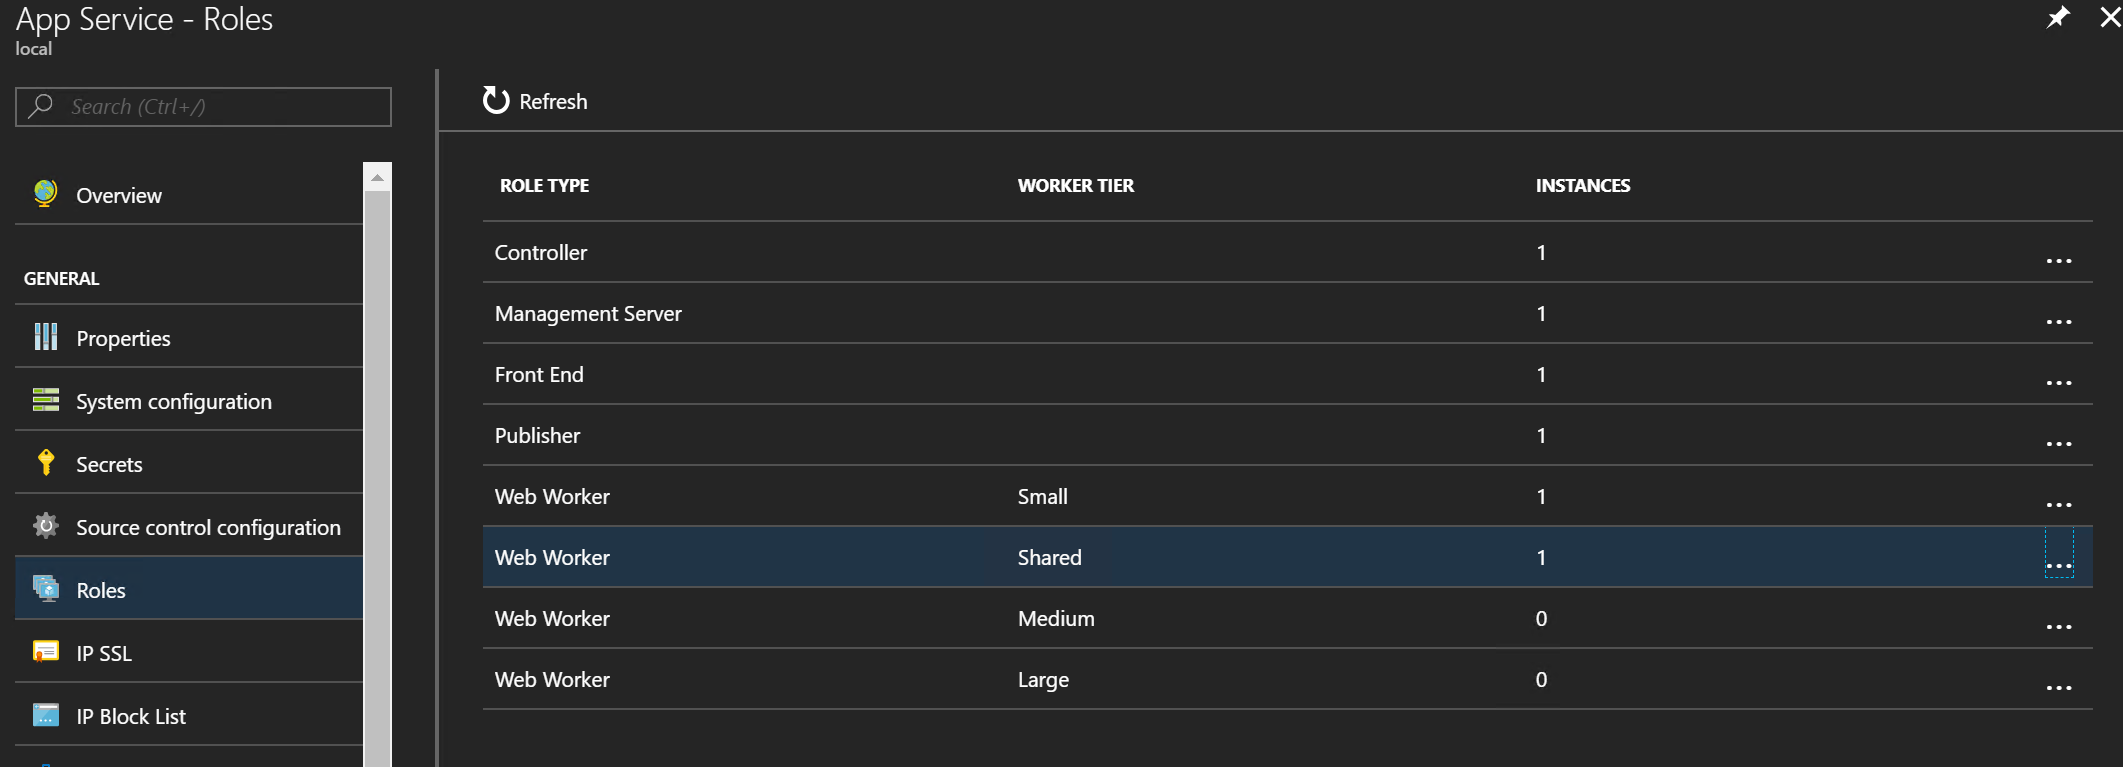 App Service - Roles
local
Search (Ctrl+/)
Refresh
Overview
GENERAL
Properties
System configuration
Secrets
Source control configuration
Roles
IP SSL
IP Block List
ROLE TYPE WORKER TIER INSTANCES
Controller 1 ...
Management Server 1 ...
Front End 1 ...
Publisher 1 ...
Web Worker Small 1 ...
Web Worker Shared 1 ...
Web Worker Medium 0 ...
Web Worker Large 0 ...